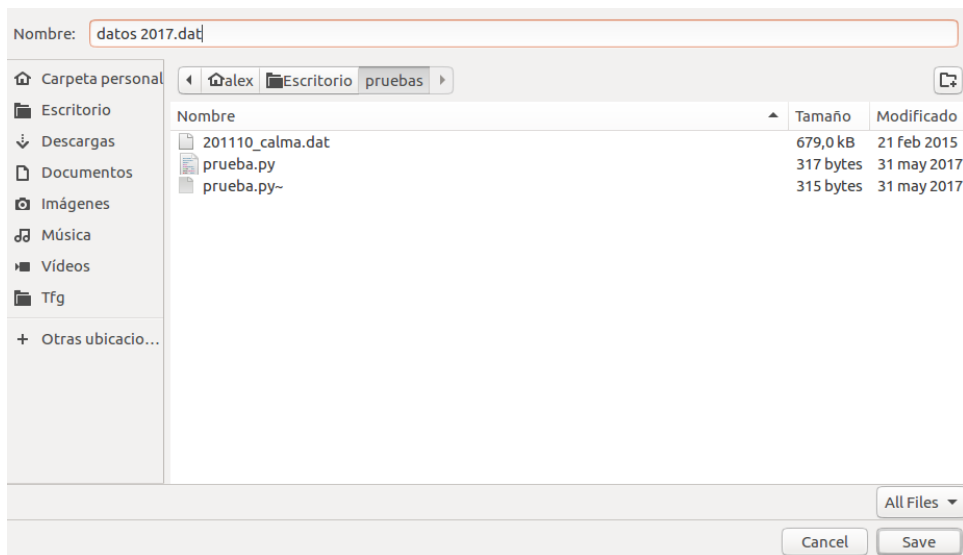 Nombre: datos 2017.dat
Carpeta personal
Escritorio
Descargas
Documentos
Imágenes
Música
Vídeos
Tfg
+ Otras ubicacio...
alex Escritorio pruebas
Nombre Tamaño Modificado
201110_calma.dat 679,0 kB 21 feb 2015
prueba.py 317 bytes 31 may 2017
prueba.py~ 315 bytes 31 may 2017
All Files
Cancel Save